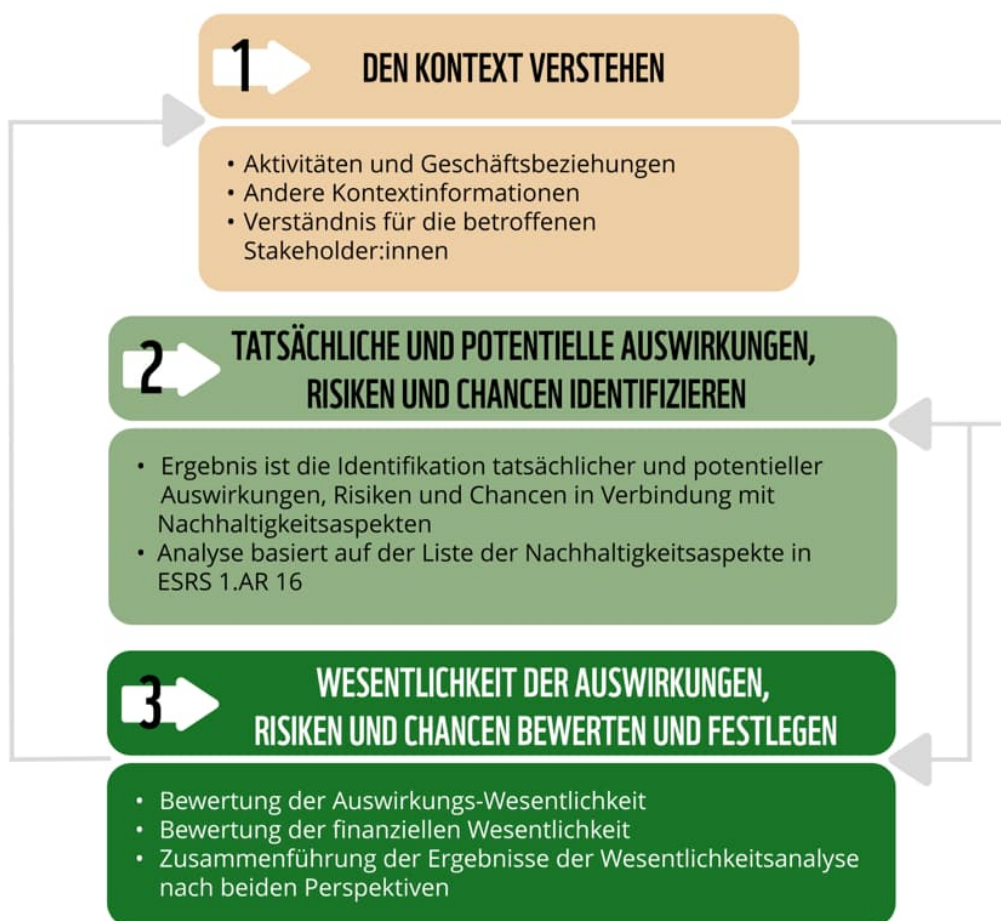 1
DEN KONTEXT VERSTEHEN
• Aktivitäten und Geschäftsbeziehungen
• Andere Kontextinformationen
• Verständnis für die betroffenen
Stakeholder:innen
2
TATSÄCHLICHE UND POTENTIELLE AUSWIRKUNGEN,
RISIKEN UND CHANCEN IDENTIFIZIEREN
• Ergebnis ist die Identifikation tatsächlicher und potentieller
Auswirkungen, Risiken und Chancen in Verbindung mit
Nachhaltigkeitsaspekten
• Analyse basiert auf der Liste der Nachhaltigkeitsaspekte in
ESRS 1.AR 16
3
WESENTLICHKEIT DER AUSWIRKUNGEN,
RISIKEN UND CHANCEN BEWERTEN UND FESTLEGEN
• Bewertung der Auswirkungs-Wesentlichkeit
• Bewertung der finanziellen Wesentlichkeit
• Zusammenführung der Ergebnisse der Wesentlichkeitsanalyse
nach beiden Perspektiven